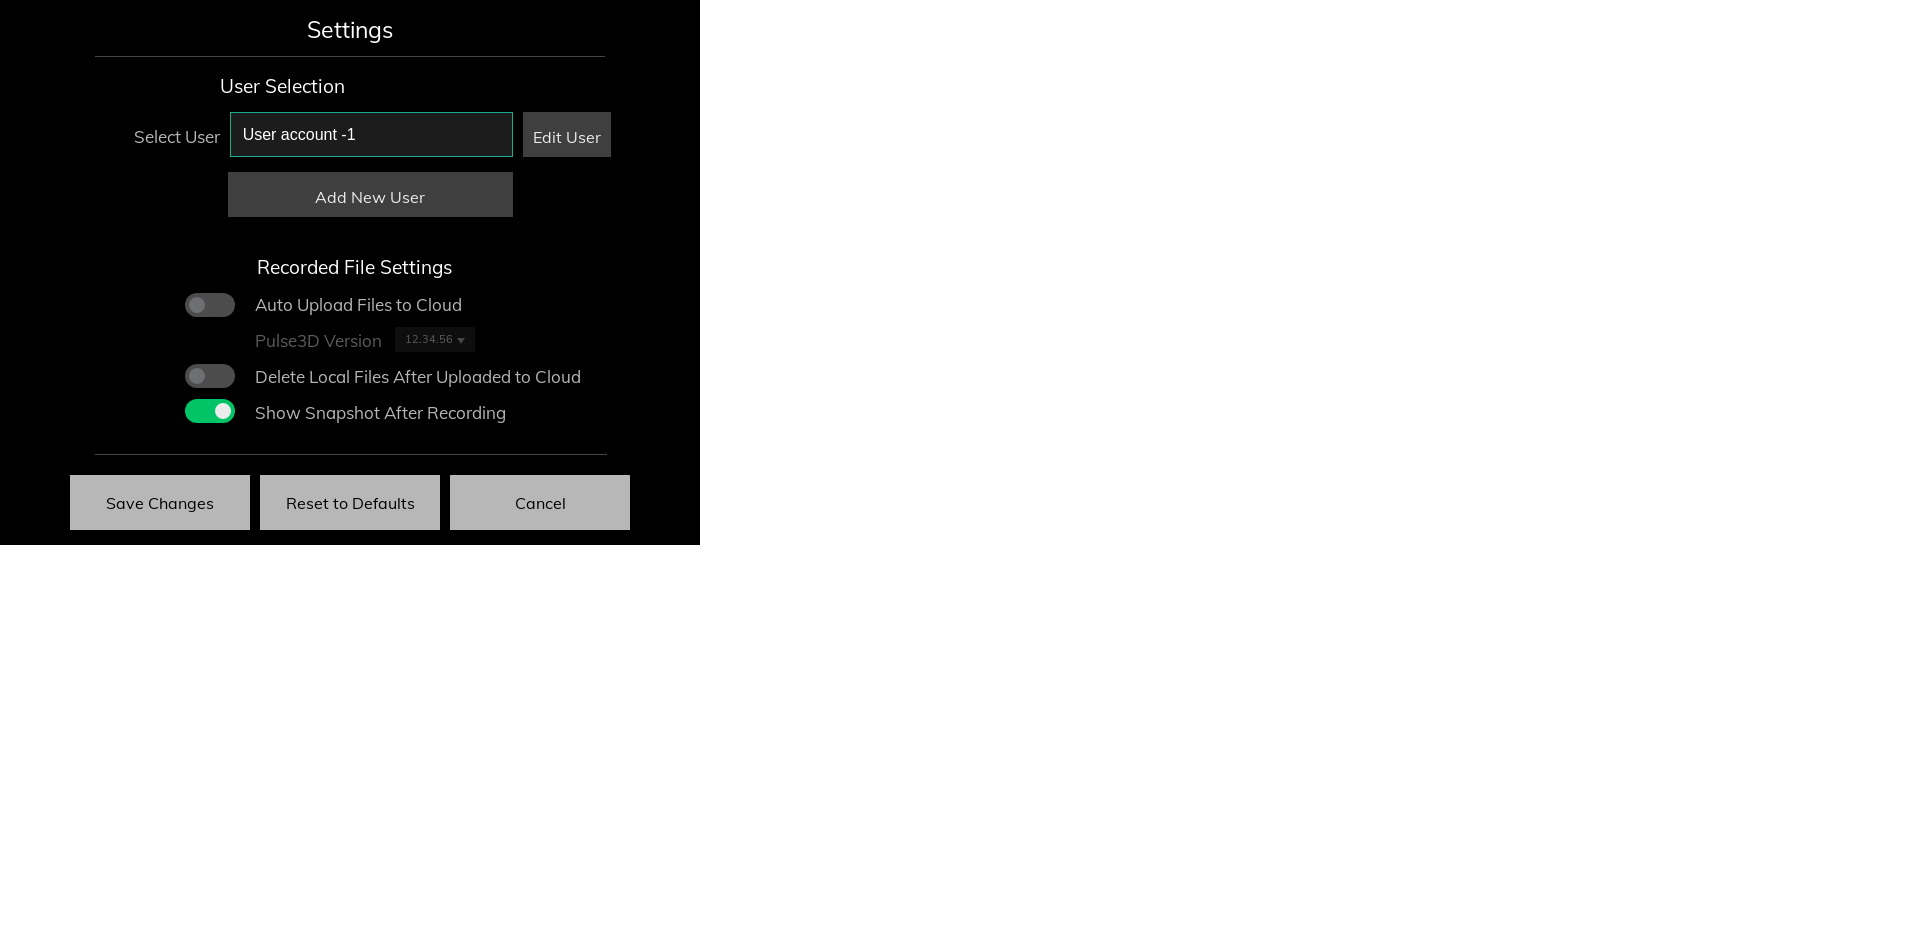 Settings
User Selection
Select User User account -1 Edit User
Add New User
Recorded File Settings
Auto Upload Files to Cloud
Pulse3D Version 12.34.56
Delete Local Files After Uploaded to Cloud
Show Snapshot After Recording
Save Changes Reset to Defaults Cancel